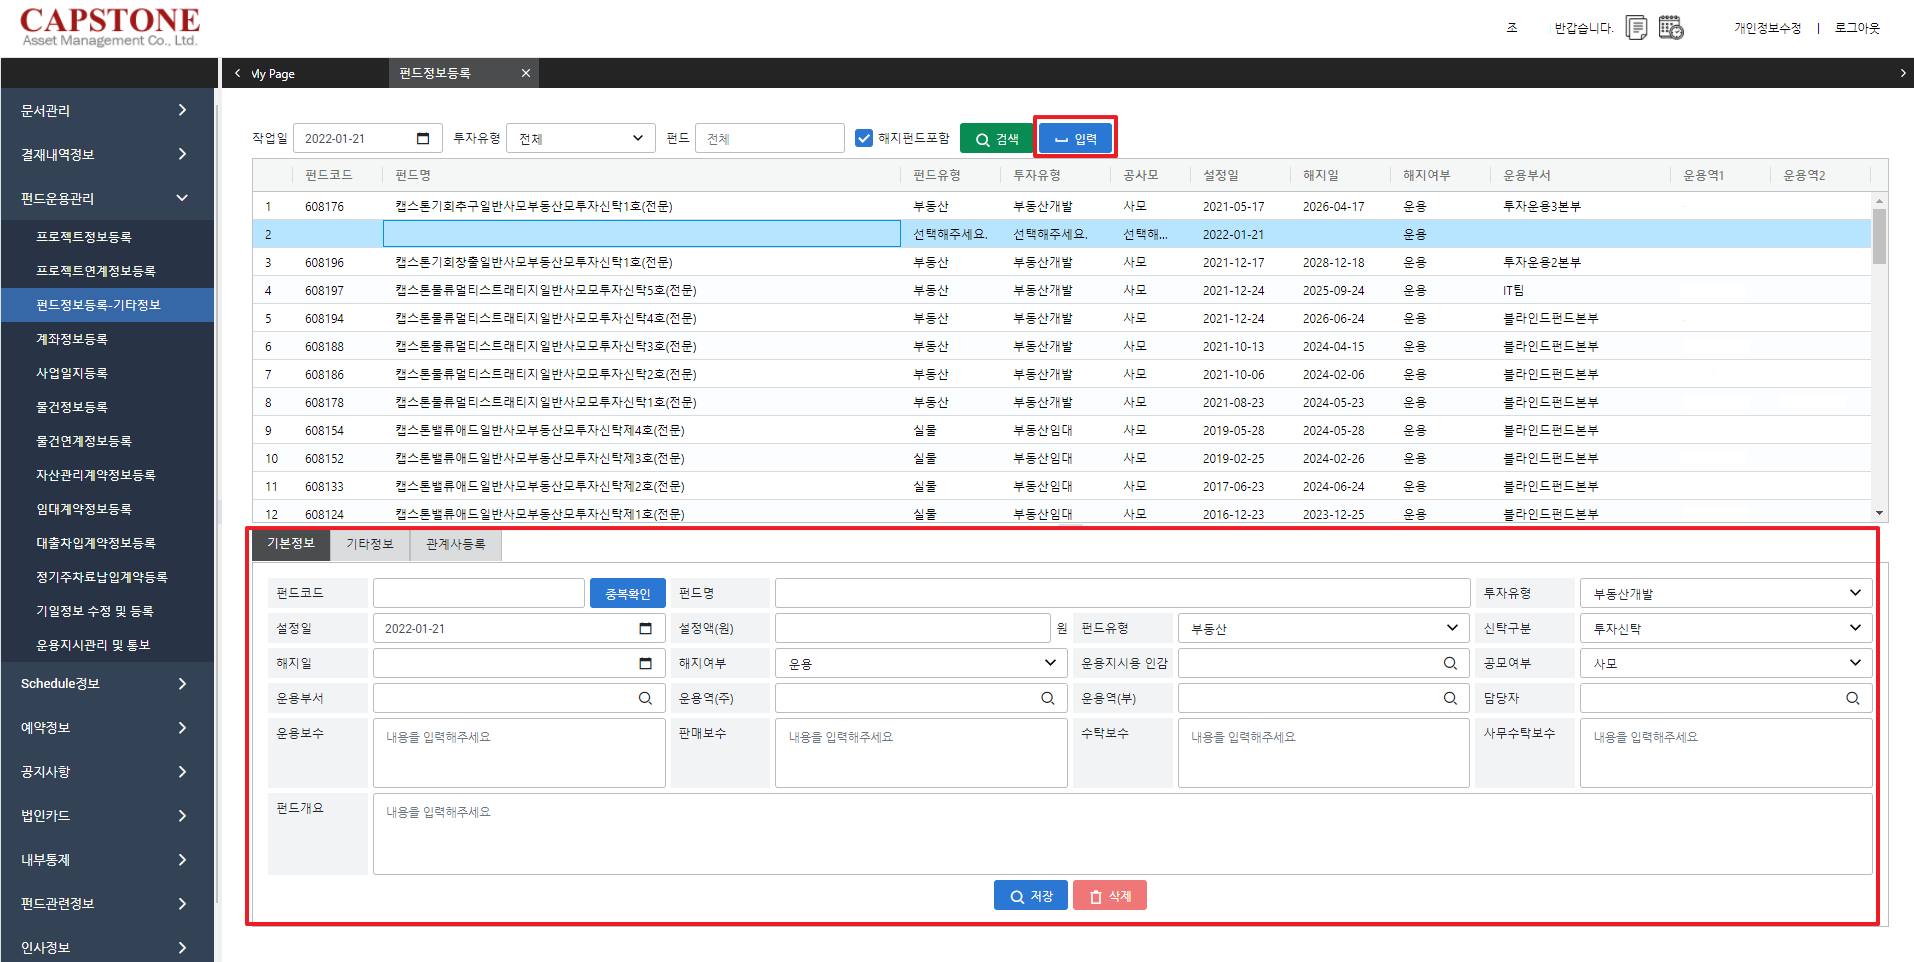 CAPSTONE
Asset Management Co., Ltd.
조 반갑습니다. 개인정보수정 | 로그아웃
My Page 펀드정보등록
문서관리
결재내역정보
펀드운용관리
프로젝트정보등록
프로젝트연계정보등록
펀드정보등록-기타정보
계좌정보등록
사업일지등록
물건정보등록
물건연계정보등록
자산관리계약정보등록
임대계약정보등록
대출차입계약정보등록
정기주차료납입계약등록
기일정보 수정 및 등록
운용지시관리 및 통보
Schedule정보
예약정보
공지사항
법인카드
내부통제
펀드관련정보
인사정보
작업일 2022-01-21 투자유형 전체 펀드 전체 해지펀드포함 검색 입력
펀드코드 펀드명 펀드유형 투자유형 공사모 설정일 해지일 해지여부 운용부서 운용역1 운용역2
1 608176 캡스톤기회추구일반사모부동산모투자신탁1호(전문) 부동산 부동산개발 사모 2021-05-17 2026-04-17 운용 투자운용3본부
2 선택해주세요. 선택해주세요. 선택해... 2022-01-21 운용
3 608196 캡스톤기회창출일반사모부동산모투자신탁1호(전문) 부동산 부동산개발 사모 2021-12-17 2028-12-18 운용 투자운용2본부
4 608197 캡스톤물류멀티스트래티지일반사모모투자신탁5호(전문) 부동산 부동산개발 사모 2021-12-24 2025-09-24 운용 IT팀
5 608194 캡스톤물류멀티스트래티지일반사모모투자신탁4호(전문) 부동산 부동산개발 사모 2021-12-24 2026-06-24 운용 블라인드펀드본부
6 608188 캡스톤물류멀티스트래티지일반사모모투자신탁3호(전문) 부동산 부동산개발 사모 2021-10-13 2024-04-15 운용 블라인드펀드본부
7 608186 캡스톤물류멀티스트래티지일반사모모투자신탁2호(전문) 부동산 부동산개발 사모 2021-10-06 2024-02-06 운용 블라인드펀드본부
8 608178 캡스톤물류멀티스트래티지일반사모모투자신탁1호(전문) 부동산 부동산개발 사모 2021-08-23 2024-05-23 운용 블라인드펀드본부
9 608154 캡스톤밸류애드일반사모부동산모투자신탁제4호(전문) 실물 부동산임대 사모 2019-05-28 2024-05-28 운용 블라인드펀드본부
10 608152 캡스톤밸류애드일반사모부동산모투자신탁제3호(전문) 실물 부동산임대 사모 2019-02-25 2024-02-26 운용 블라인드펀드본부
11 608133 캡스톤밸류애드일반사모부동산모투자신탁제2호(전문) 실물 부동산임대 사모 2017-06-23 2024-06-24 운용 블라인드펀드본부
12 608124 캡스톤밸류애드일반사모부동산모투자신탁제1호(전문) 실물 부동산임대 사모 2016-12-23 2023-12-25 운용 블라인드펀드본부
기본정보 기타정보 관계사등록
펀드코드 중복확인 펀드명 투자유형 부동산개발
설정일 2022-01-21 설정액(원) 원 펀드유형 부동산 신탁구분 투자신탁
해지일 해지여부 운용 운용지시용 인감 공모여부 사모
운용부서 운용역(주) 운용역(부) 담당자
운용보수 내용을 입력해주세요 판매보수 내용을 입력해주세요 수탁보수 내용을 입력해주세요 사무수탁보수 내용을 입력해주세요
펀드개요 내용을 입력해주세요
저장 삭제